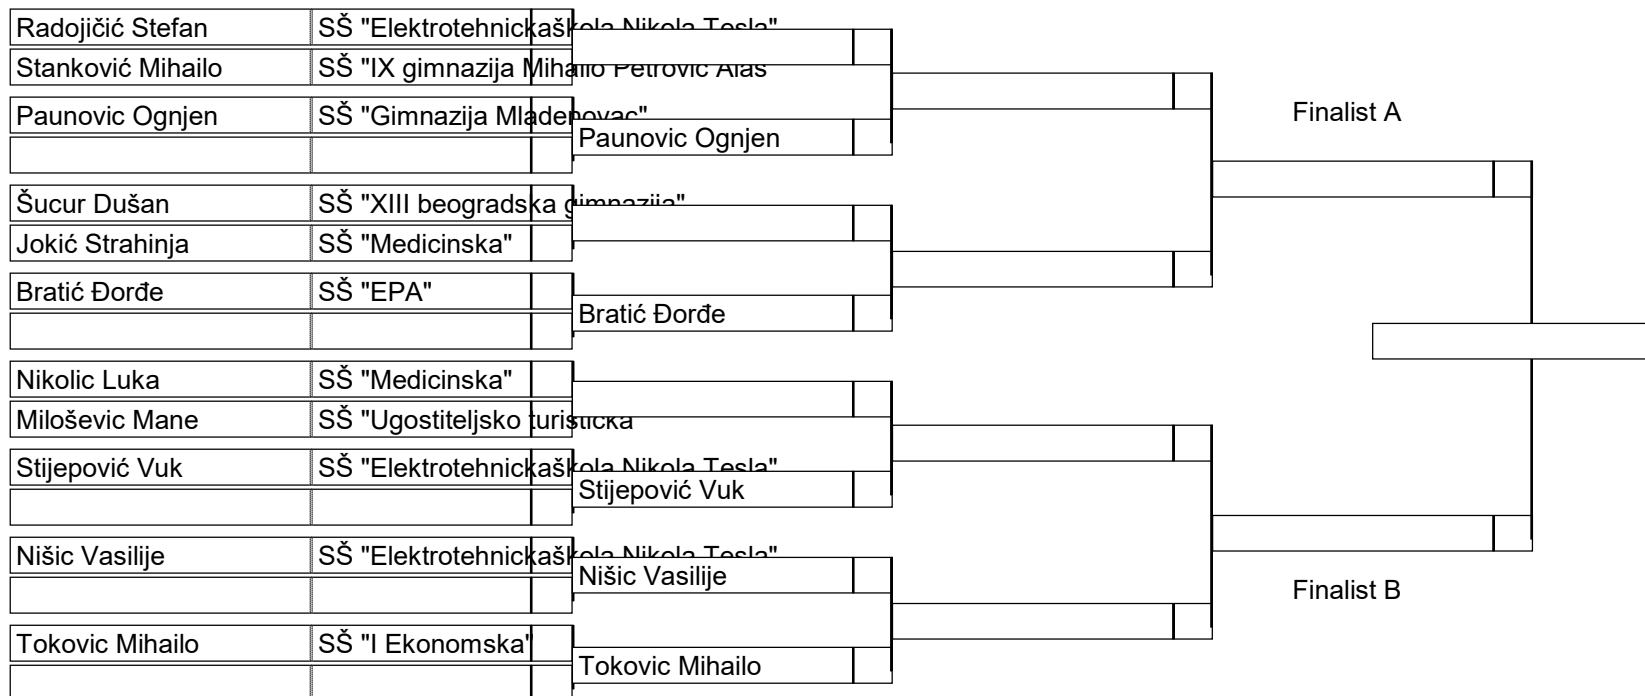 Radojičić Stefan SŠ "Elektrotehnickaškola Nikola Tesla"
Stanković Mihailo SŠ "IX gimnazija Mihailo Petrovic Alas
Finalist A
Paunovic Ognjen SŠ "Gimnazija Mladenovac"
Paunovic Ognjen
Šucur Dušan SŠ "XIII beogradska gimnazija"
Jokić Strahinja SŠ "Medicinska"
Bratić Đorđe SŠ "EPA"
Bratić Đorđe
Nikolic Luka SŠ "Medicinska"
Miloševic Mane SŠ "Ugostiteljsko turisticka
Stijepović Vuk SŠ "Elektrotehnickaškola Nikola Tesla"
Stijepović Vuk
Nišic Vasilije SŠ "Elektrotehnickaškola Nikola Tesla"
Nišic Vasilije
Finalist B
Tokovic Mihailo SŠ "I Ekonomska"
Tokovic Mihailo